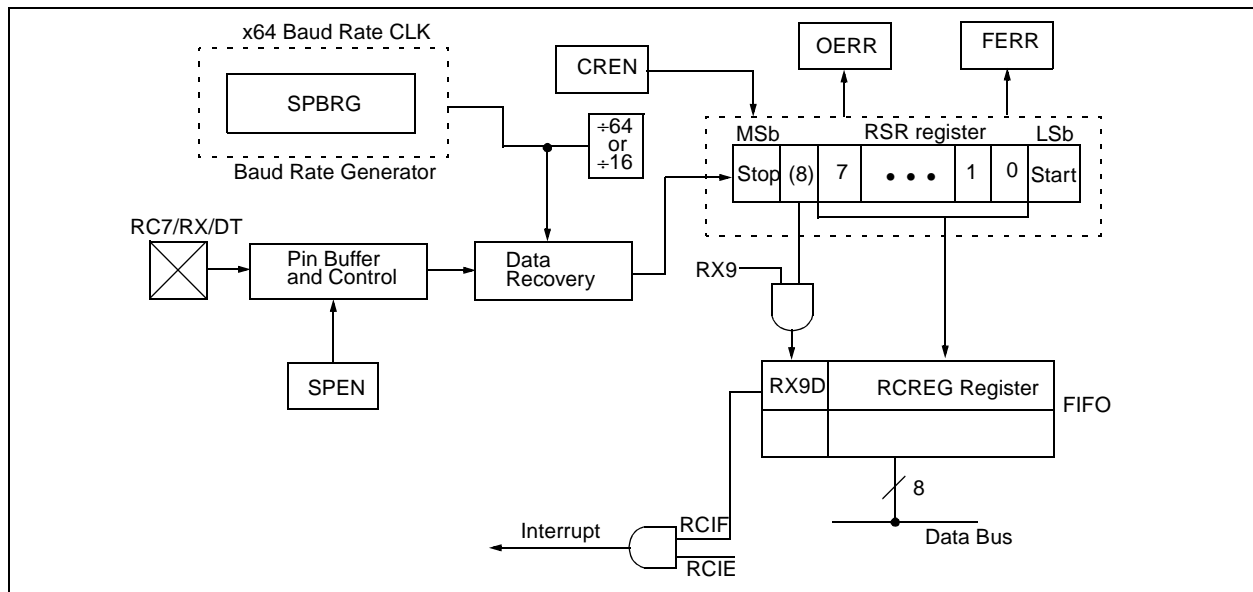 x64 Baud Rate CLK
SPBRG
Baud Rate Generator
CREN
OERR
FERR
÷64
or
÷16
MSb
RSR register
LSb
Stop
(8)
7
• • •
1
0
Start
RC7/RX/DT
Pin Buffer
and Control
Data
Recovery
RX9
SPEN
RX9D
RCREG Register
FIFO
8
Data Bus
Interrupt
RCIF
RCIE